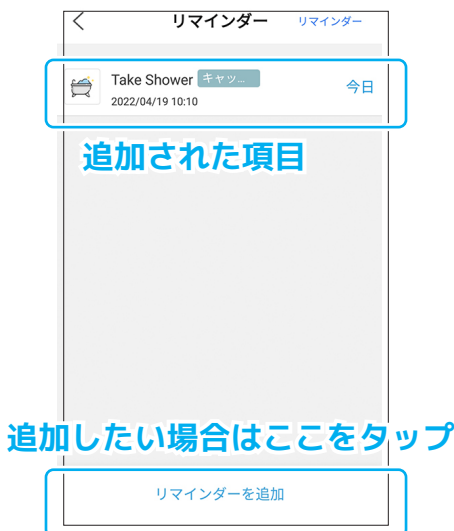 リマインダー リマインダー
Take Shower キャッ...
2022/04/19 10:10
今日
追加された項目
追加したい場合はここをタップ
リマインダーを追加